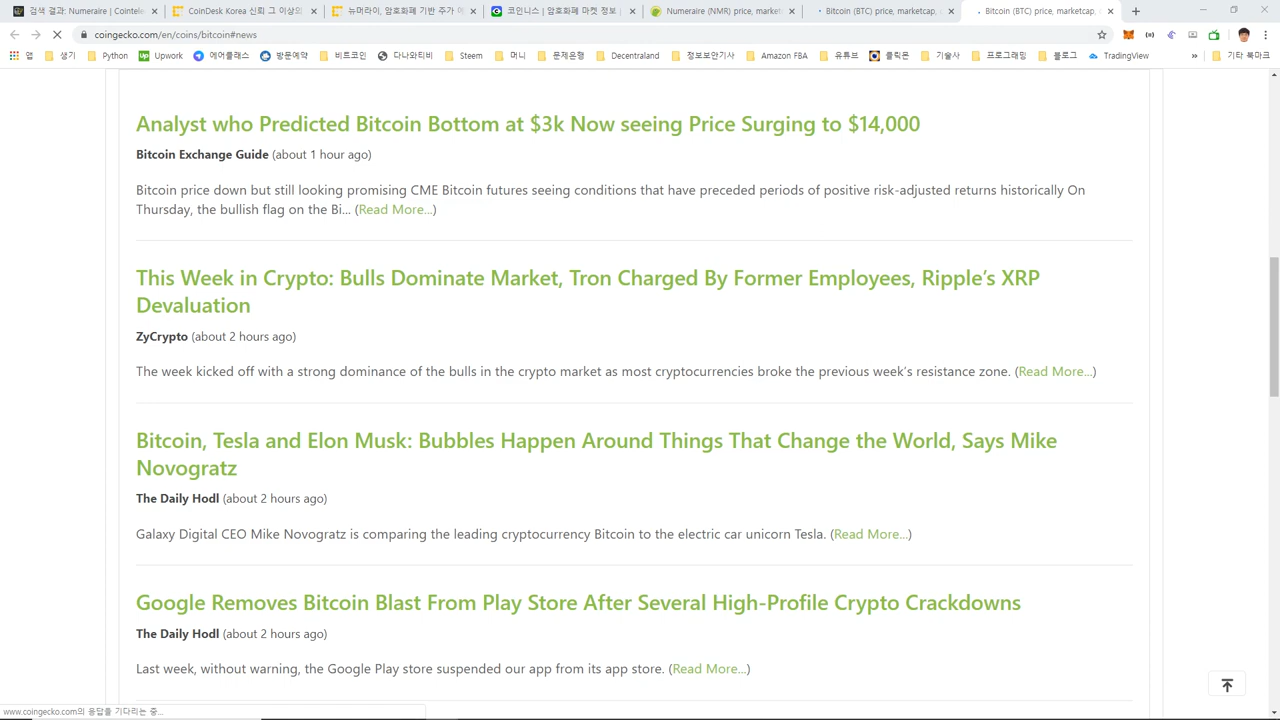 검색 결과: Numeraire | Cointele
CoinDesk Korea 신뢰 그 이상의
뉴머라이, 암호화폐 기반 주가 예
코인니스 | 암호화폐 마켓 정보 |
Numeraire (NMR) price, market
Bitcoin (BTC) price, marketcap,
Bitcoin (BTC) price, marketcap,
coingecko.com/en/coins/bitcoin#news
앱
생기
Python
Upwork
에어클래스
방문예약
비트코인
다나와티비
Steem
머니
문제은행
Decentraland
정보보안기사
Amazon FBA
유튜브
클릭몬
기술사
프로그래밍
블로그
TradingView
»
기타 북마크
Analyst who Predicted Bitcoin Bottom at $3k Now seeing Price Surging to $14,000
Bitcoin Exchange Guide (about 1 hour ago)
Bitcoin price down but still looking promising CME Bitcoin futures seeing conditions that have preceded periods of positive risk-adjusted returns historically On
Thursday, the bullish flag on the Bi... (Read More...)
This Week in Crypto: Bulls Dominate Market, Tron Charged By Former Employees, Ripple’s XRP
Devaluation
ZyCrypto (about 2 hours ago)
The week kicked off with a strong dominance of the bulls in the crypto market as most cryptocurrencies broke the previous week’s resistance zone. (Read More...)
Bitcoin, Tesla and Elon Musk: Bubbles Happen Around Things That Change the World, Says Mike
Novogratz
The Daily Hodl (about 2 hours ago)
Galaxy Digital CEO Mike Novogratz is comparing the leading cryptocurrency Bitcoin to the electric car unicorn Tesla. (Read More...)
Google Removes Bitcoin Blast From Play Store After Several High-Profile Crypto Crackdowns
The Daily Hodl (about 2 hours ago)
Last week, without warning, the Google Play store suspended our app from its app store. (Read More...)
www.coingecko.com의 응답을 기다리는 중...